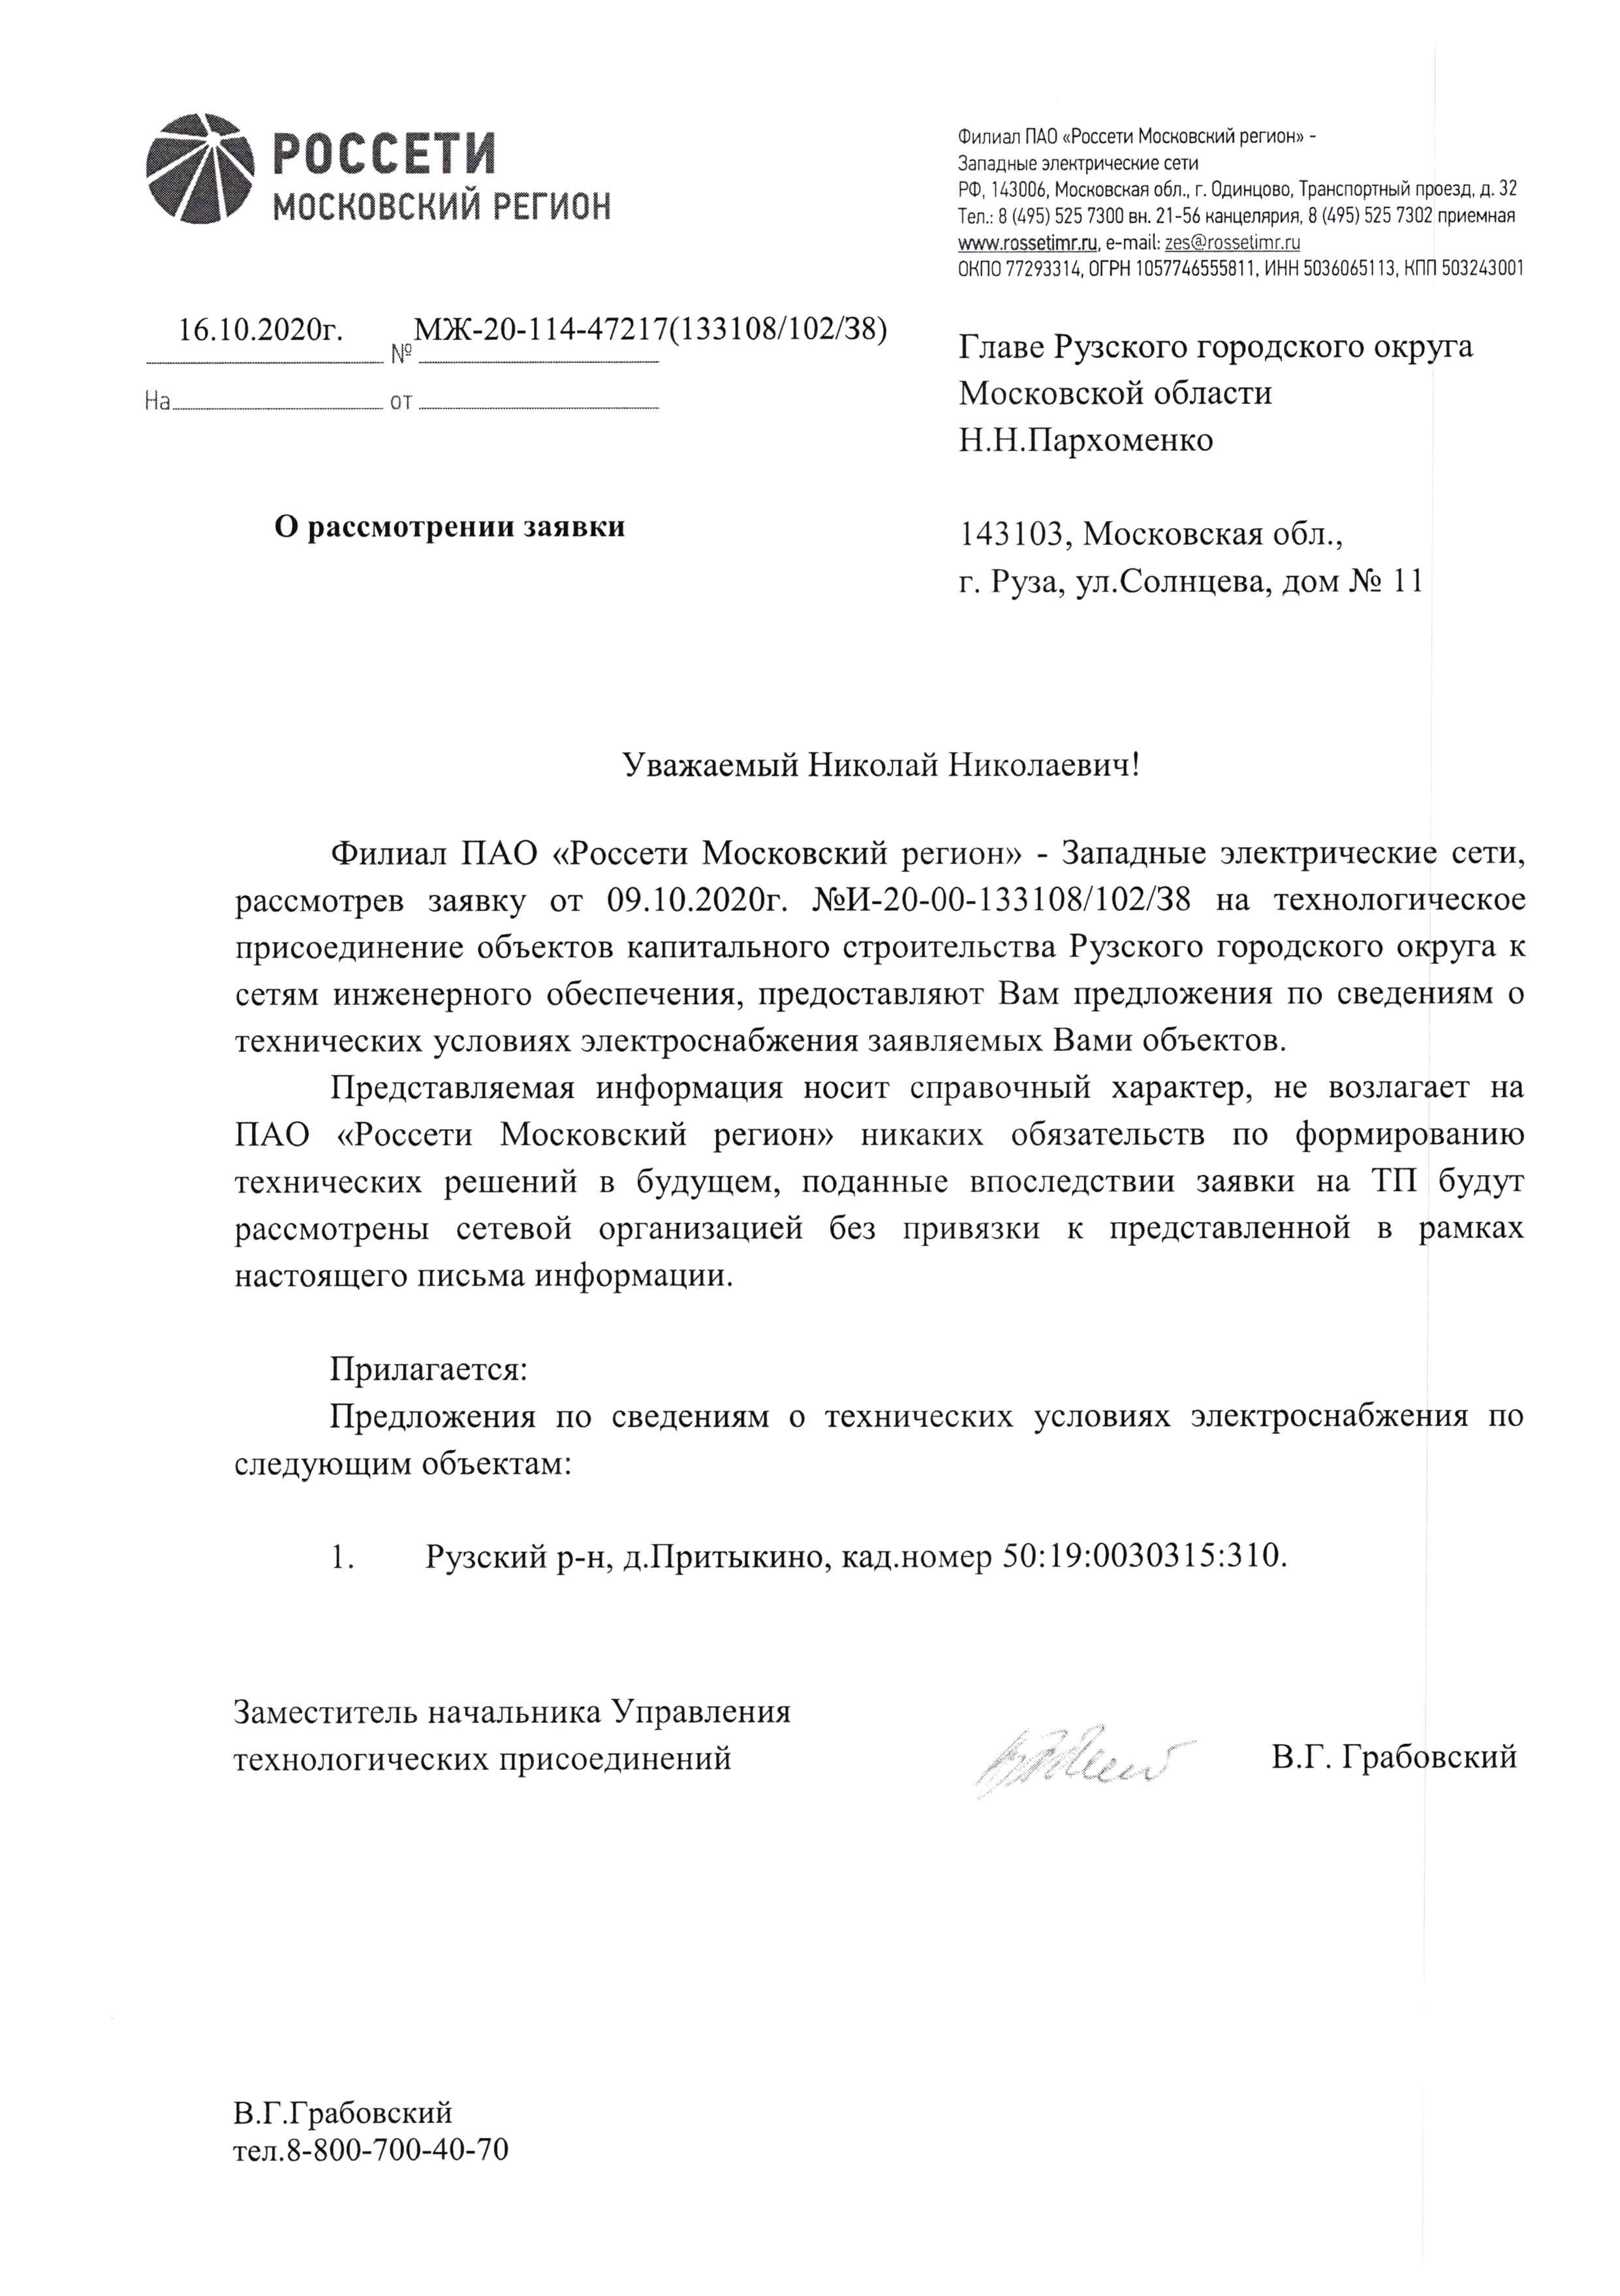 РОССЕТИ
МОСКОВСКИЙ РЕГИОН
Филиал ПАО «Россети Московский регион» -
Западные электрические сети
РФ, 143006, Московская обл., г. Одинцово, Транспортный проезд, д. 32
Тел.: 8 (495) 525 7300 вн. 21-56 канцелярия, 8 (495) 525 7302 приемная
www.rossetimr.ru, e-mail: zes@rossetimr.ru
ОКПО 77293314, ОГРН 1057746555811, ИНН 5036065113, КПП 503243001
16.10.2020г. № МЖ-20-114-47217(133108/102/З8)
На от
Главе Рузского городского округа
Московской области
Н.Н.Пархоменко
О рассмотрении заявки
143103, Московская обл.,
г. Руза, ул.Солнцева, дом № 11
Уважаемый Николай Николаевич!
Филиал ПАО «Россети Московский регион» - Западные электрические сети,
рассмотрев заявку от 09.10.2020г. №И-20-00-133108/102/З8 на технологическое
присоединение объектов капитального строительства Рузского городского округа к
сетям инженерного обеспечения, предоставляют Вам предложения по сведениям о
технических условиях электроснабжения заявляемых Вами объектов.
Представляемая информация носит справочный характер, не возлагает на
ПАО «Россети Московский регион» никаких обязательств по формированию
технических решений в будущем, поданные впоследствии заявки на ТП будут
рассмотрены сетевой организацией без привязки к представленной в рамках
настоящего письма информации.
Прилагается:
Предложения по сведениям о технических условиях электроснабжения по
следующим объектам:
1. Рузский р-н, д.Притыкино, кад.номер 50:19:0030315:310.
Заместитель начальника Управления
технологических присоединений В.Г. Грабовский
В.Г.Грабовский
тел.8-800-700-40-70